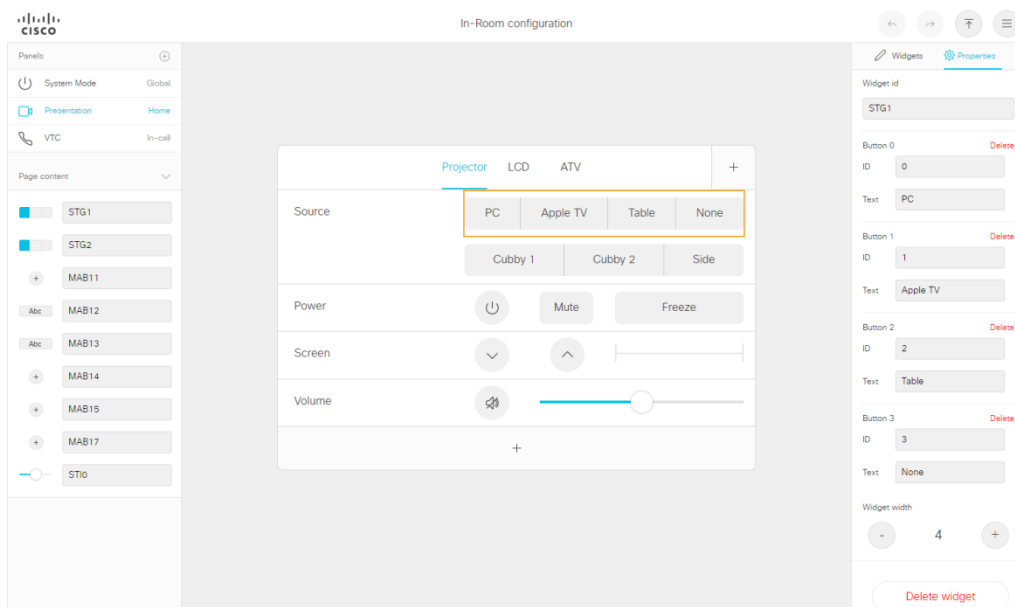 CISCO
In-Room configuration
Panels
System Mode Global
Presentation Home
VTC In-call
Page content
STG1
STG2
MAB11
Abc MAB12
Abc MAB13
MAB14
MAB15
MAB17
STI0
Projector LCD ATV +
Source
PC Apple TV Table None
Cubby 1 Cubby 2 Side
Power Mute Freeze
Screen
Volume
+
Widgets Properties
Widget id
STG1
Button 0 Delete
ID 0
Text PC
Button 1 Delete
ID 1
Text Apple TV
Button 2 Delete
ID 2
Text Table
Button 3 Delete
ID 3
Text None
Widget width
- 4 +
Delete widget